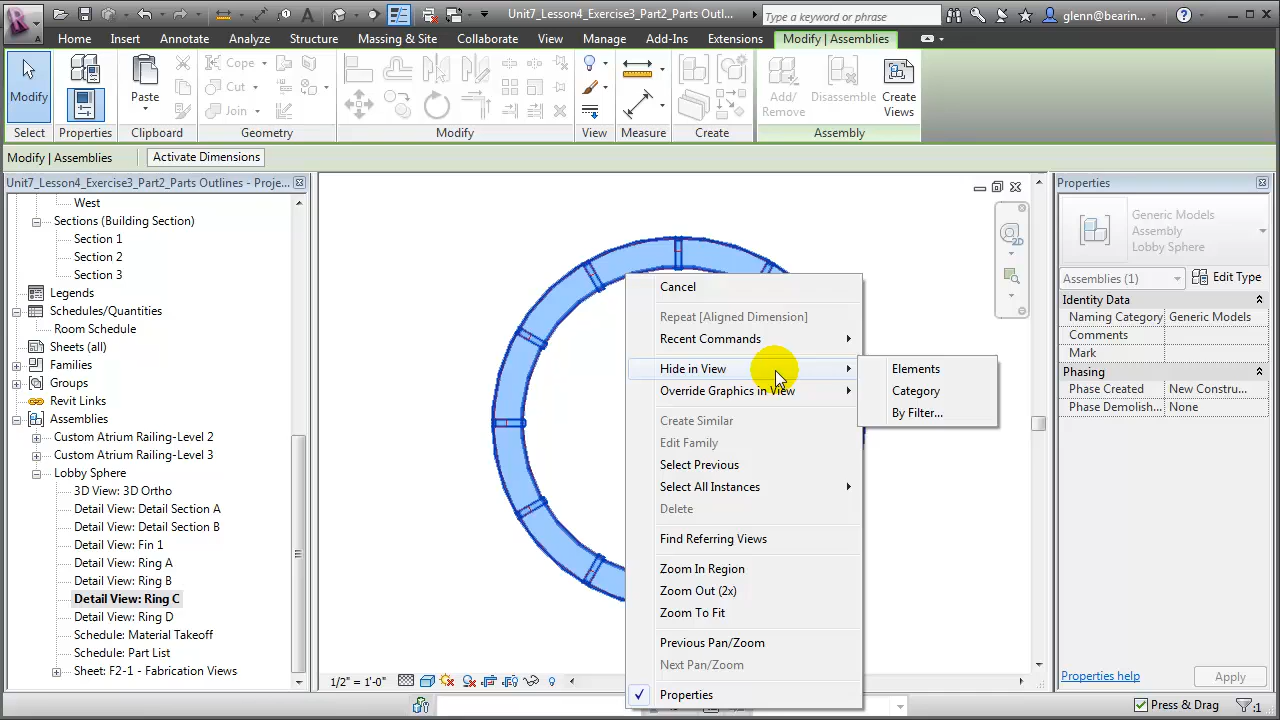 Unit7_Lesson4_Exercise3_Part2_Parts Outl...
Type a keyword or phrase
glenn@bearin...
Home Insert Annotate Analyze Structure Massing & Site Collaborate View Manage Add-Ins Extensions Modify | Assemblies
Modify
Paste
Cope
Cut
Join
Add/
Remove
Disassemble
Create
Views
Select Properties Clipboard Geometry Modify View Measure Create Assembly
Modify | Assemblies
Activate Dimensions
Unit7_Lesson4_Exercise3_Part2_Parts Outlines - Proje...
West
Sections (Building Section)
Section 1
Section 2
Section 3
Legends
Schedules/Quantities
Room Schedule
Sheets (all)
Families
Groups
Revit Links
Assemblies
Custom Atrium Railing-Level 2
Custom Atrium Railing-Level 3
Lobby Sphere
3D View: 3D Ortho
Detail View: Detail Section A
Detail View: Detail Section B
Detail View: Fin 1
Detail View: Ring A
Detail View: Ring B
Detail View: Ring C
Detail View: Ring D
Schedule: Material Takeoff
Schedule: Part List
Sheet: F2-1 - Fabrication Views
2D
Cancel
Repeat [Aligned Dimension]
Recent Commands
Hide in View
Override Graphics in View
Create Similar
Edit Family
Select Previous
Select All Instances
Delete
Find Referring Views
Zoom In Region
Zoom Out (2x)
Zoom To Fit
Previous Pan/Zoom
Next Pan/Zoom
Properties
Elements
Category
By Filter...
1/2" = 1'-0"
Properties
Generic Models
Assembly
Lobby Sphere
Assemblies (1)
Edit Type
Identity Data
Naming Category Generic Models
Comments
Mark
Phasing
Phase Created New Constru...
Phase Demolish... None
Properties help
Apply
Press & Drag
:1